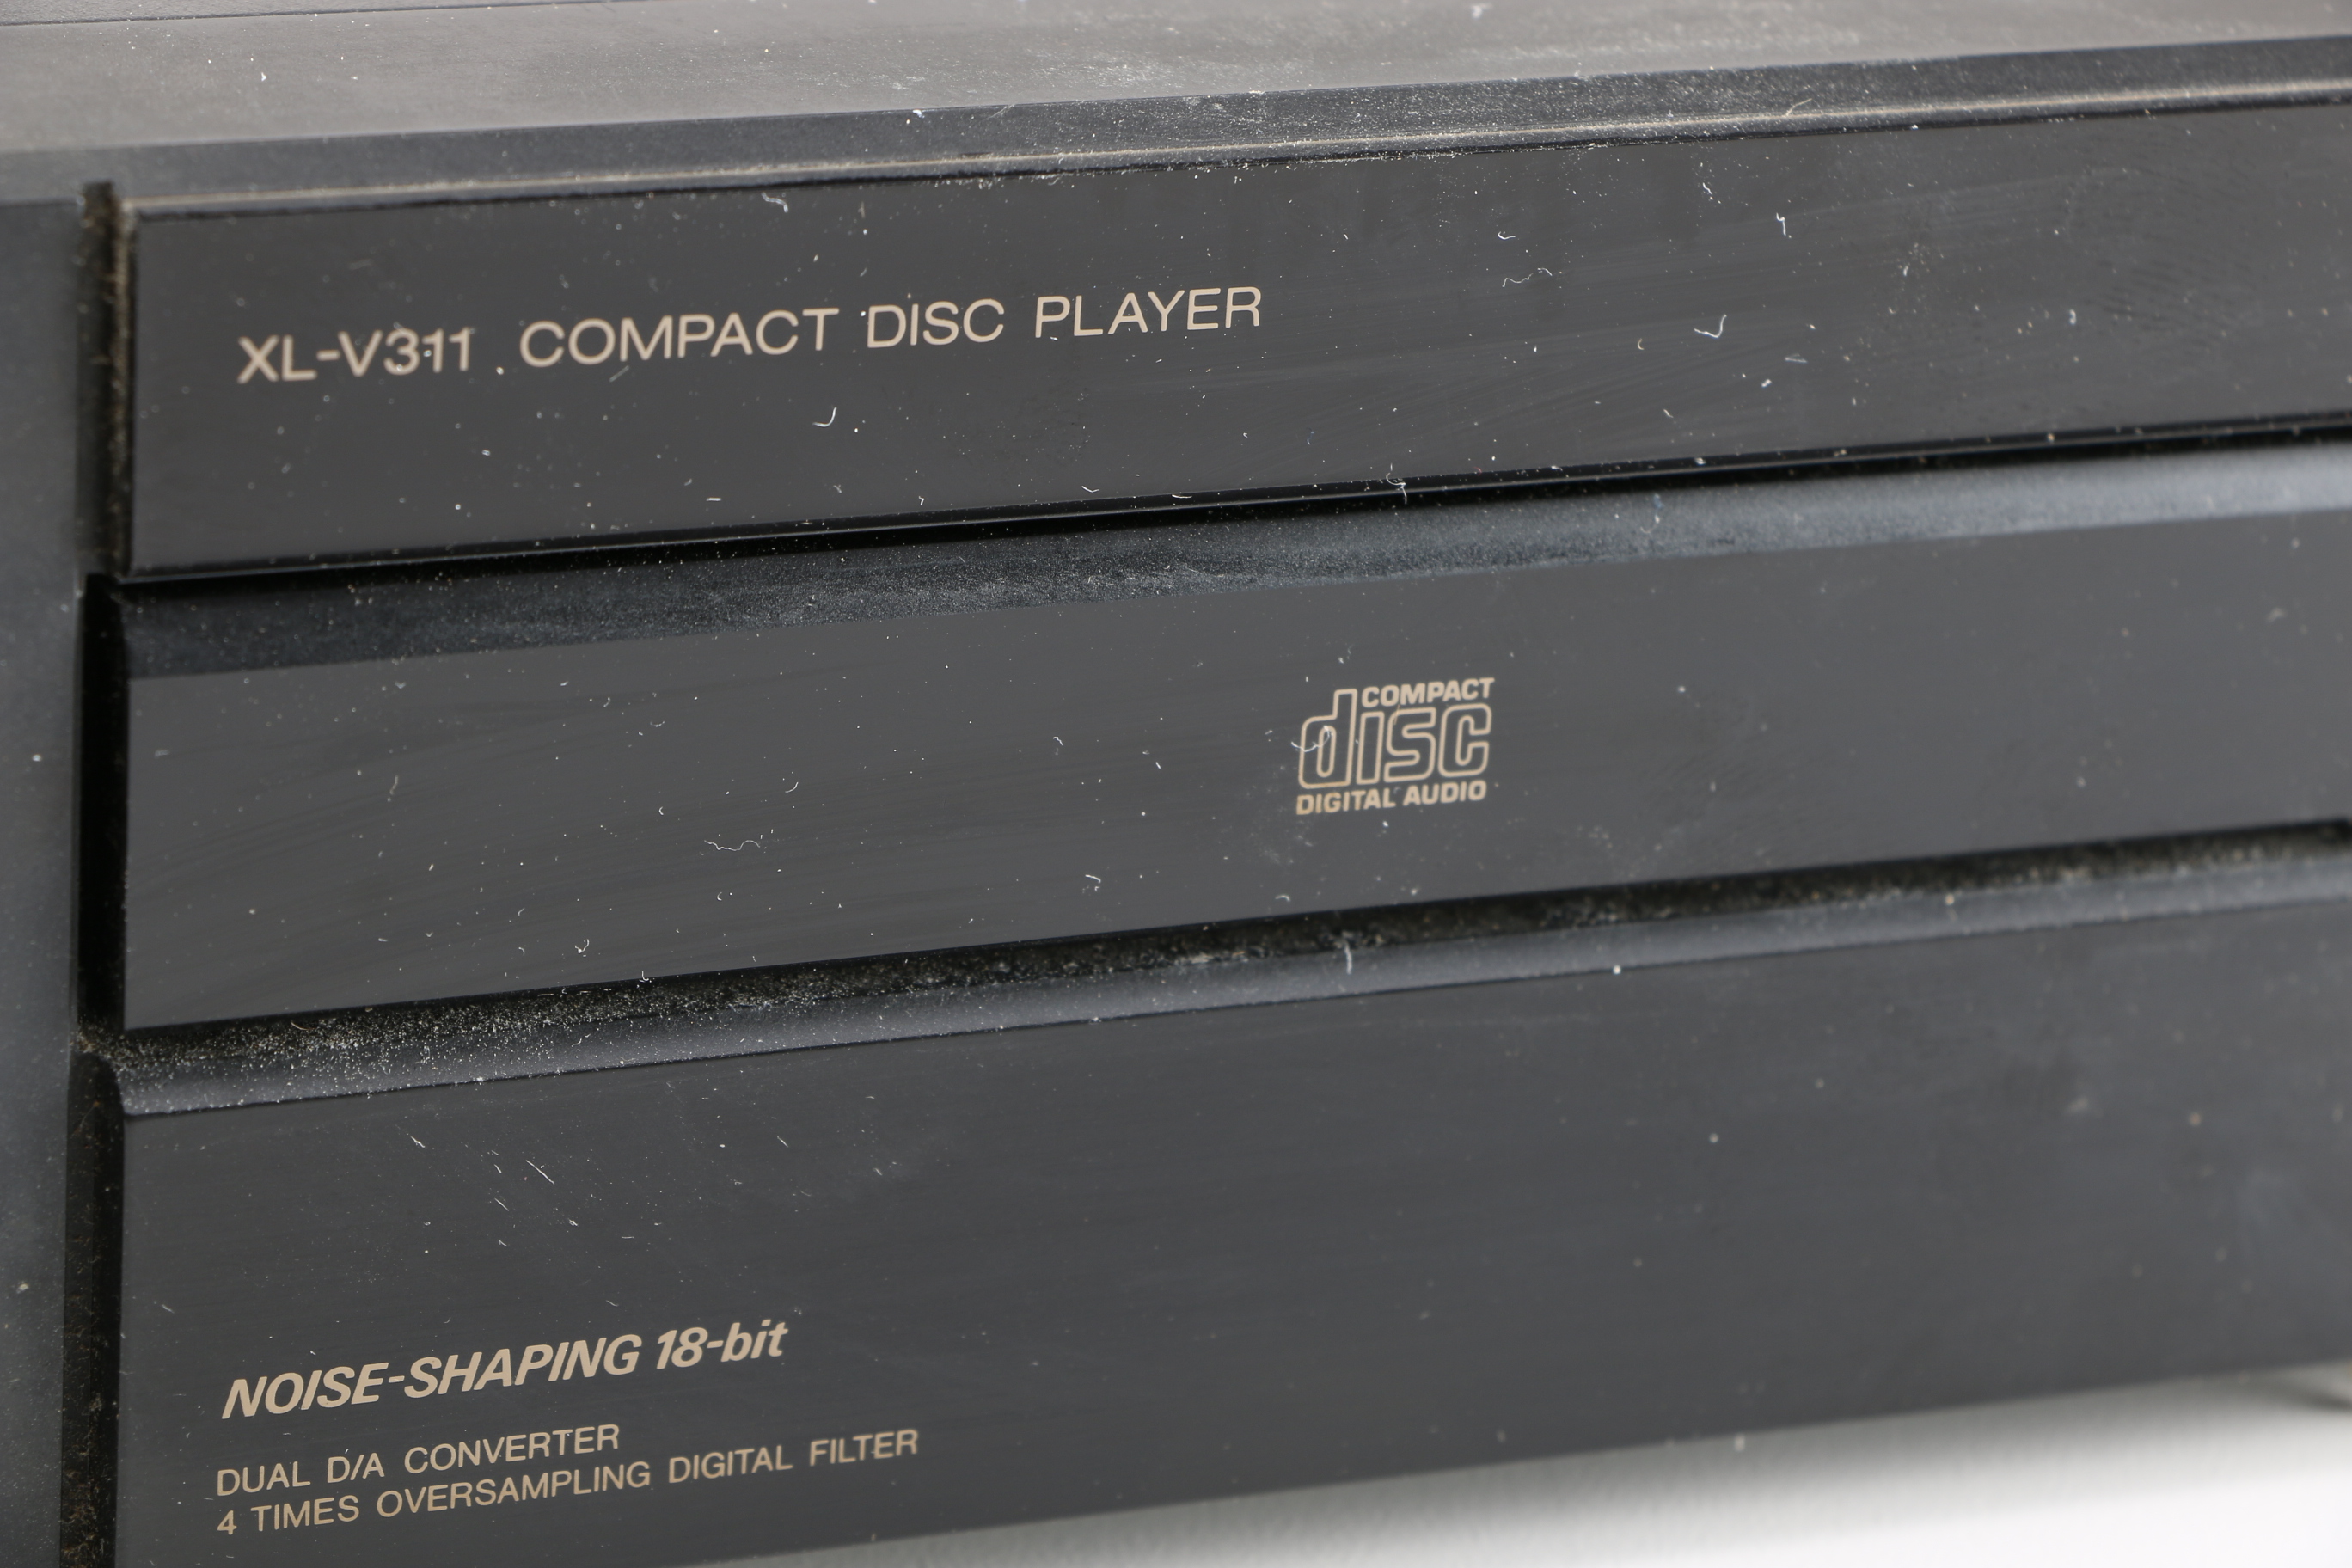 XL-V311 COMPACT DISC PLAYER
COMPACT
disc
DIGITAL AUDIO
NOISE-SHAPING 18-bit
DUAL D/A CONVERTER
4 TIMES OVERSAMPLING DIGITAL FILTER